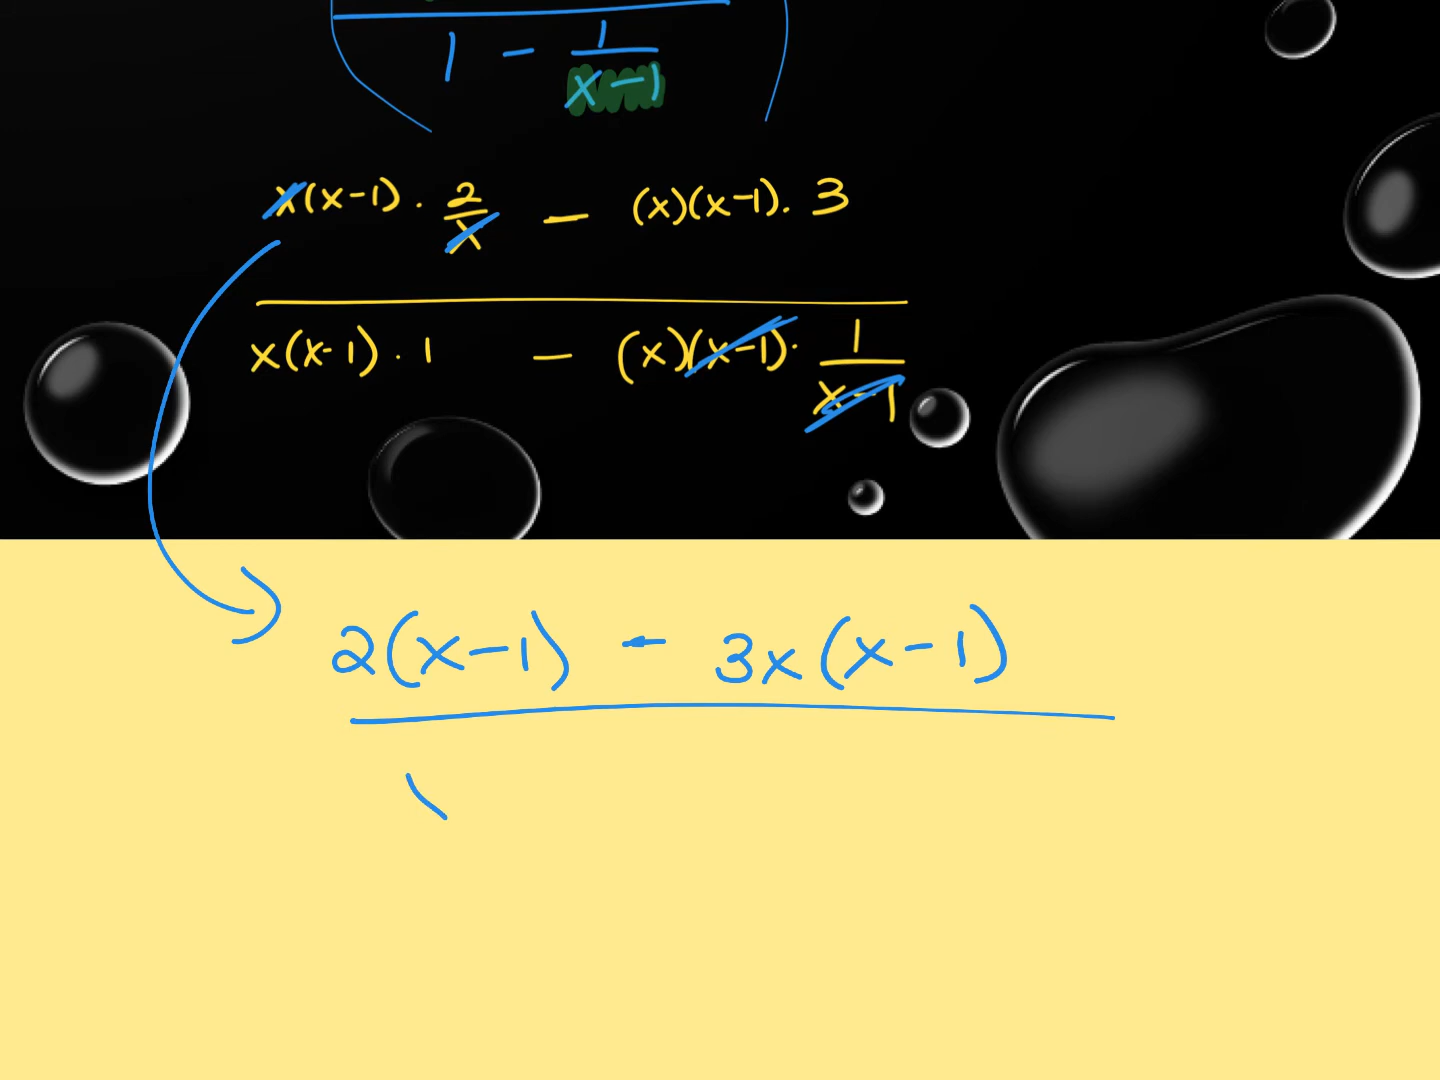 1 - 1/(x-1)
x(x-1) · 2/x - (x)(x-1) · 3
x(x-1) · 1 - (x)(x-1) · 1/(x-1)
2(x-1) - 3x(x-1)